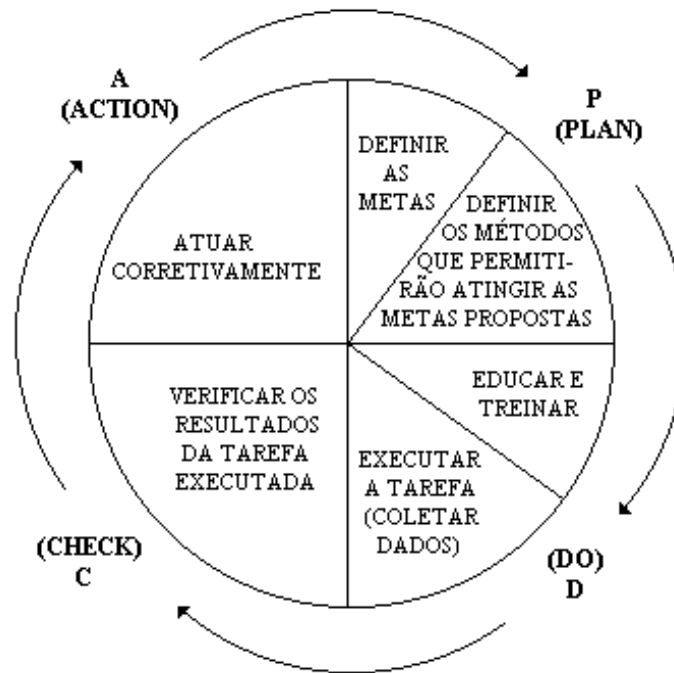 A
(ACTION)
P
(PLAN)
DEFINIR
AS
METAS
DEFINIR
OS MÉTODOS
QUE PERMITI-
RÃO ATINGIR AS
METAS PROPOSTAS
ATUAR
CORRETIVAMENTE
EDUCAR E
TREINAR
VERIFICAR OS
RESULTADOS
DA TAREFA
EXECUTADA
EXECUTAR
A TAREFA
(COLETAR
DADOS)
(CHECK)
C
(DO)
D